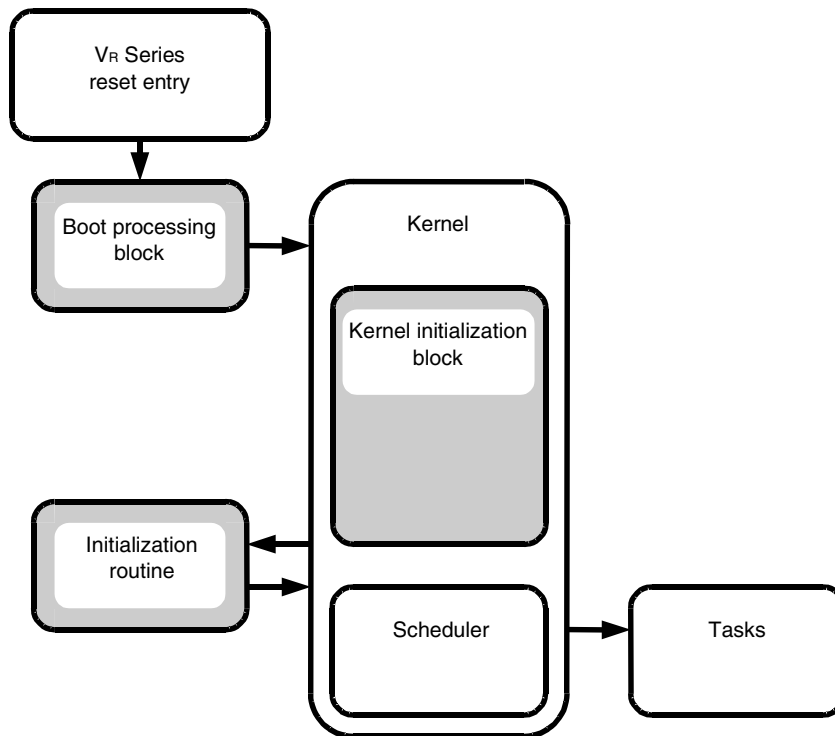 VR Series
reset entry
Boot processing
block
Kernel
Kernel initialization
block
Initialization
routine
Scheduler
Tasks